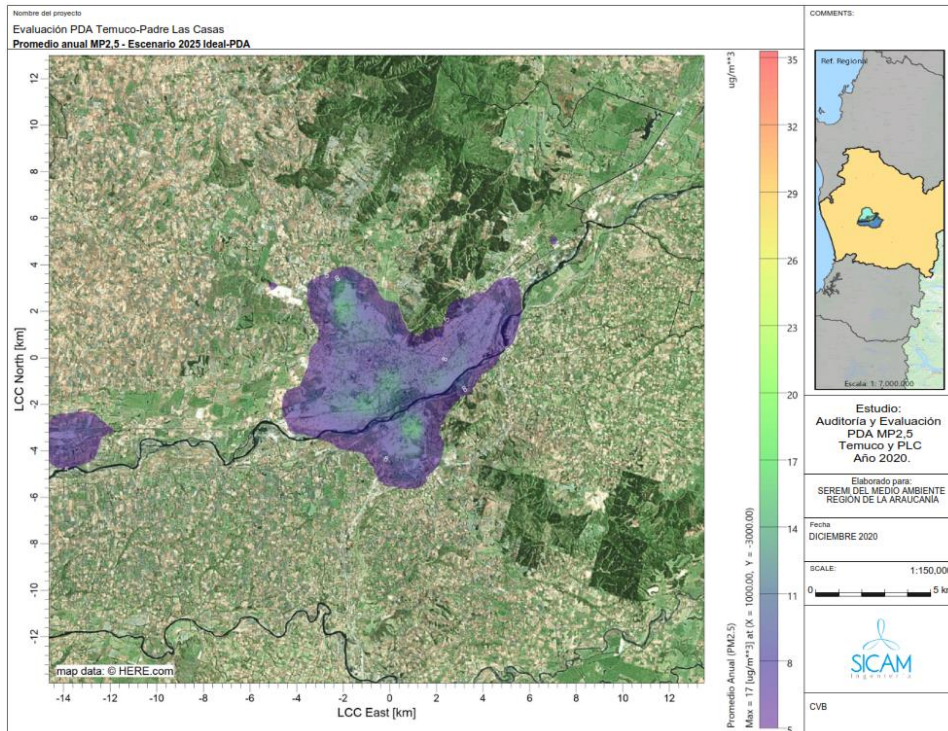 Nombre del proyecto
Evaluación PDA Temuco-Padre Las Casas
Promedio anual MP2,5 - Escenario 2025 Ideal-PDA
COMMENTS:
ug/m**3
35
32
29
26
23
20
17
14
11
8
5
Promedio Anual (PM2.5)
Max = 17 [ug/m**3] at (X = 1000.00, Y = -3000.00)
LCC North [km]
12
10
8
6
4
2
0
-2
-4
-6
-8
-10
-12
map data: © HERE.com
-14 -12 -10 -8 -6 -4 -2 0 2 4 6 8 10 12
LCC East [km]
Ref. Regional
Escala: 1: 7,000,000
Estudio:
Auditoría y Evaluación
PDA MP2,5
Temuco y PLC
Año 2020.
Elaborado para:
SEREMI DEL MEDIO AMBIENTE
REGIÓN DE LA ARAUCANÍA
Fecha
DICIEMBRE 2020
SCALE:
1:150,00
0 5 km
SICAM
Ingeniería
CVB